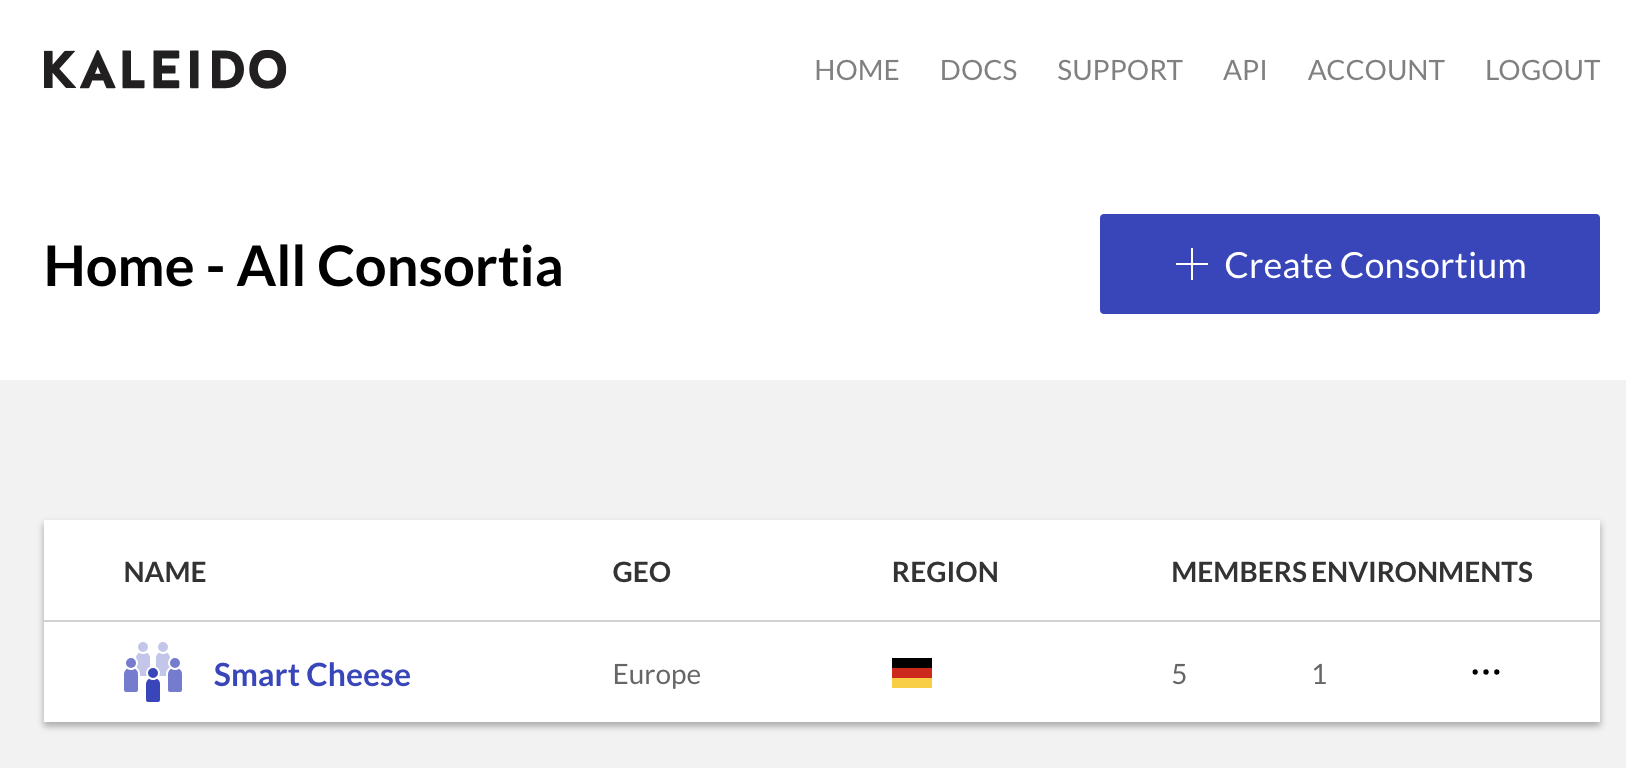 KALEIDO
HOME DOCS SUPPORT API ACCOUNT LOGOUT
Home - All Consortia
Create Consortium
NAME GEO REGION MEMBERS ENVIRONMENTS
Smart Cheese Europe 5 1 ...